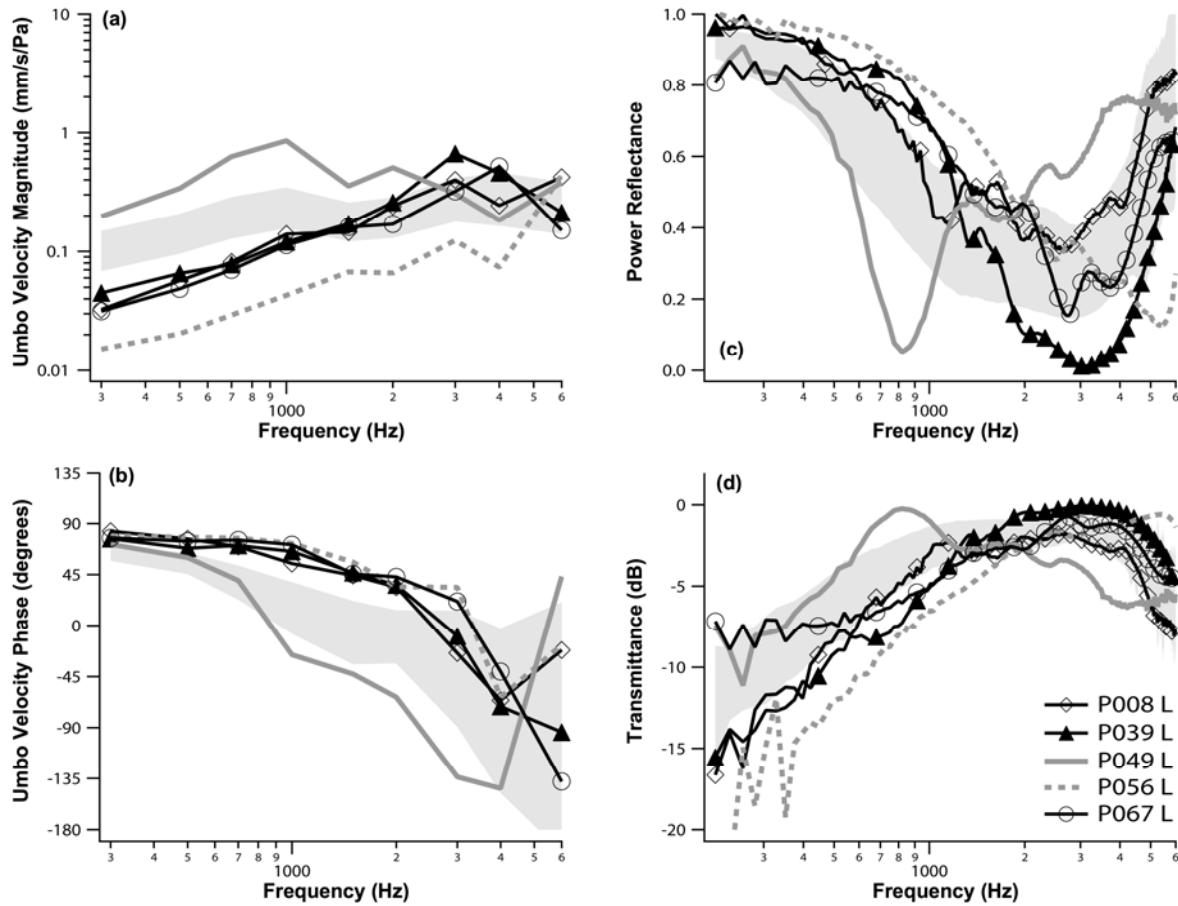 (a)
Umbo Velocity Magnitude (mm/s/Pa)
10
1
0.1
0.01
3 4 5 6 7 8 9 1000 2 3 4 5 6
Frequency (Hz)
(c)
Power Reflectance
1.0
0.8
0.6
0.4
0.2
0.0
3 4 5 6 7 8 9 1000 2 3 4 5 6
Frequency (Hz)
(b)
Umbo Velocity Phase (degrees)
135
90
45
0
-45
-90
-135
-180
3 4 5 6 7 8 9 1000 2 3 4 5 6
Frequency (Hz)
(d)
Transmittance (dB)
0
-5
-10
-15
-20
3 4 5 6 7 8 9 1000 2 3 4 5 6
Frequency (Hz)
P008 L
P039 L
P049 L
P056 L
P067 L